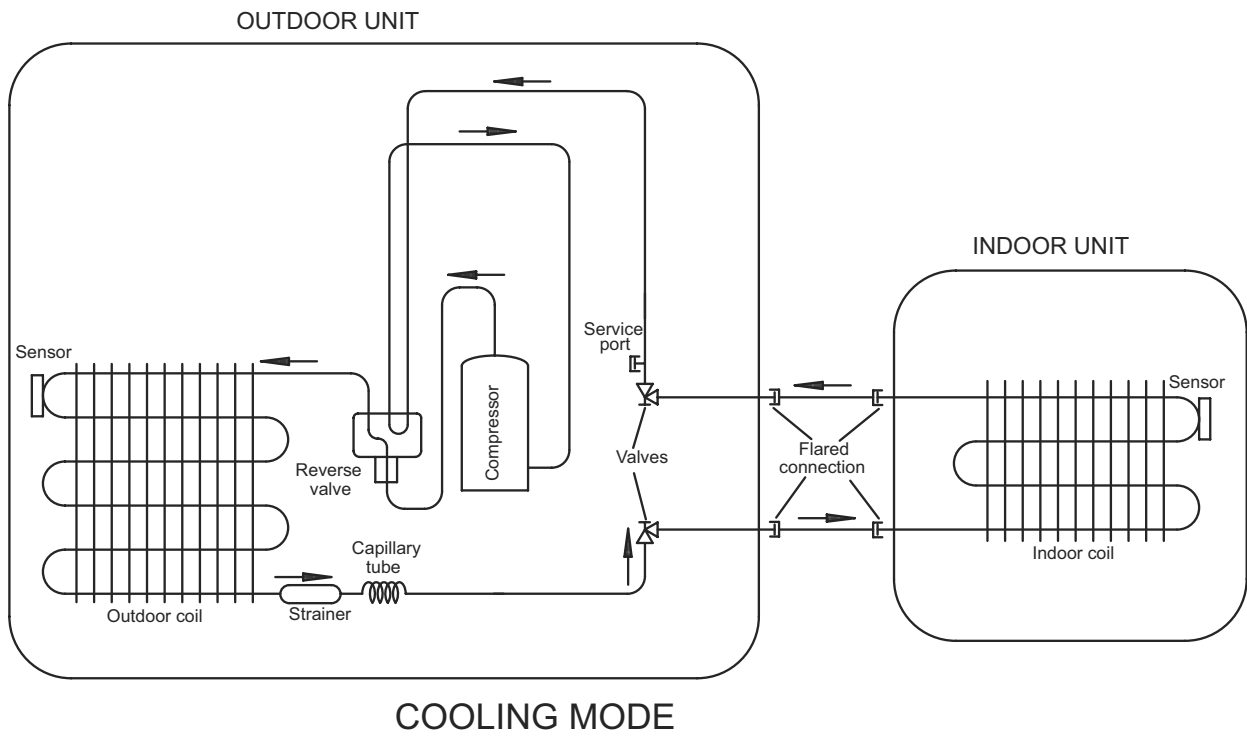 OUTDOOR UNIT
INDOOR UNIT
Service
port
Sensor
Sensor
Compressor
Reverse
valve
Valves
Flared
connection
Capillary
tube
Indoor coil
Outdoor coil
Strainer
COOLING MODE